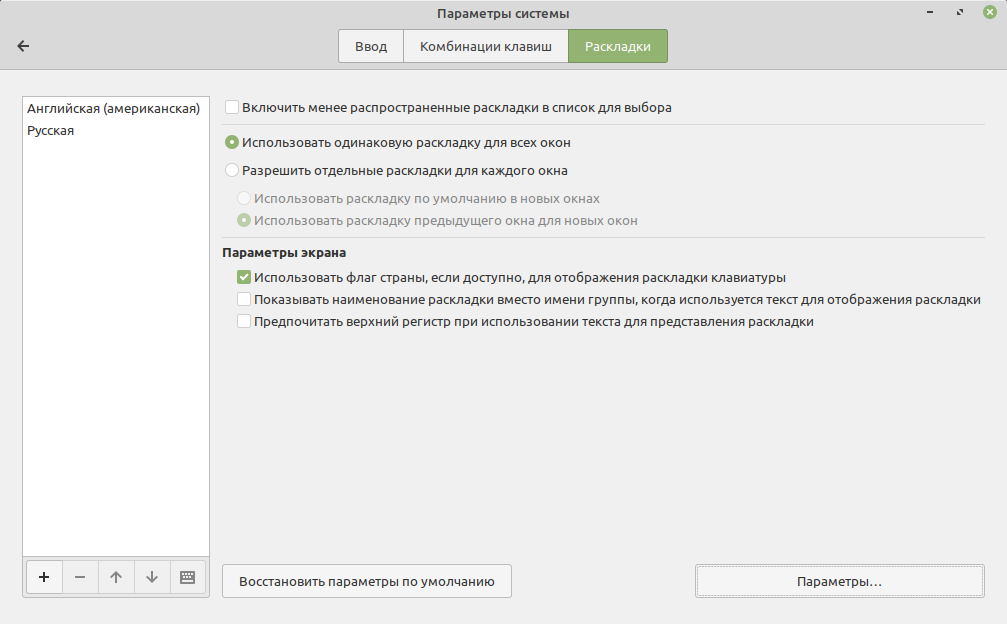 Параметры системы
Ввод
Комбинации клавиш
Раскладки
Английская (американская)
Русская
Включить менее распространенные раскладки в список для выбора
Использовать одинаковую раскладку для всех окон
Разрешить отдельные раскладки для каждого окна
Использовать раскладку по умолчанию в новых окнах
Использовать раскладку предыдущего окна для новых окон
Параметры экрана
Использовать флаг страны, если доступно, для отображения раскладки клавиатуры
Показывать наименование раскладки вместо имени группы, когда используется текст для отображения раскладки
Предпочитать верхний регистр при использовании текста для представления раскладки
Восстановить параметры по умолчанию
Параметры...